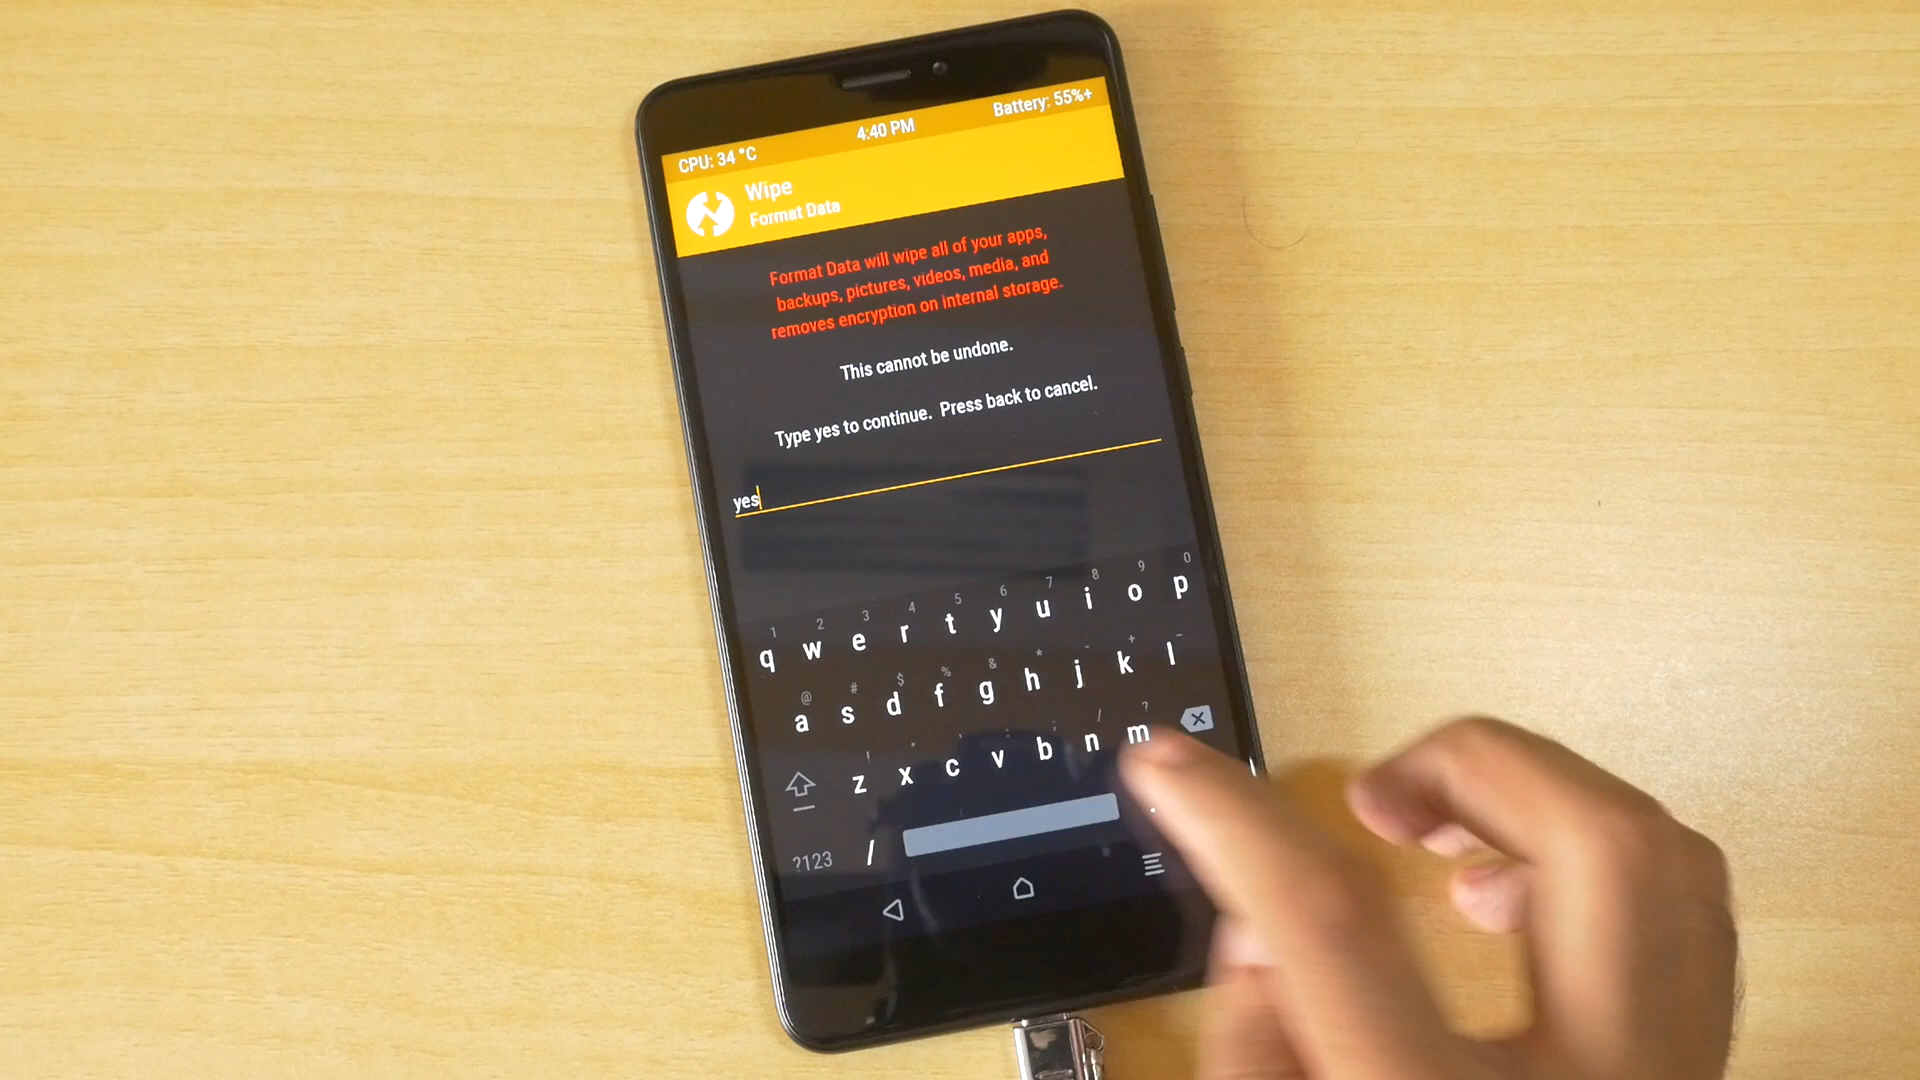 CPU: 34 °C 4:40 PM Battery: 55%+
Wipe
Format Data
Format Data will wipe all of your apps,
backups, pictures, videos, media, and
removes encryption on internal storage.
This cannot be undone.
Type yes to continue. Press back to cancel.
yes
1 2 3 4 5 6 7 8 9 0
q w e r t y u i o p
@ # $ % & * - +
a s d f g h j k l
! : ; / ?
z x c v b n m
?123 / .